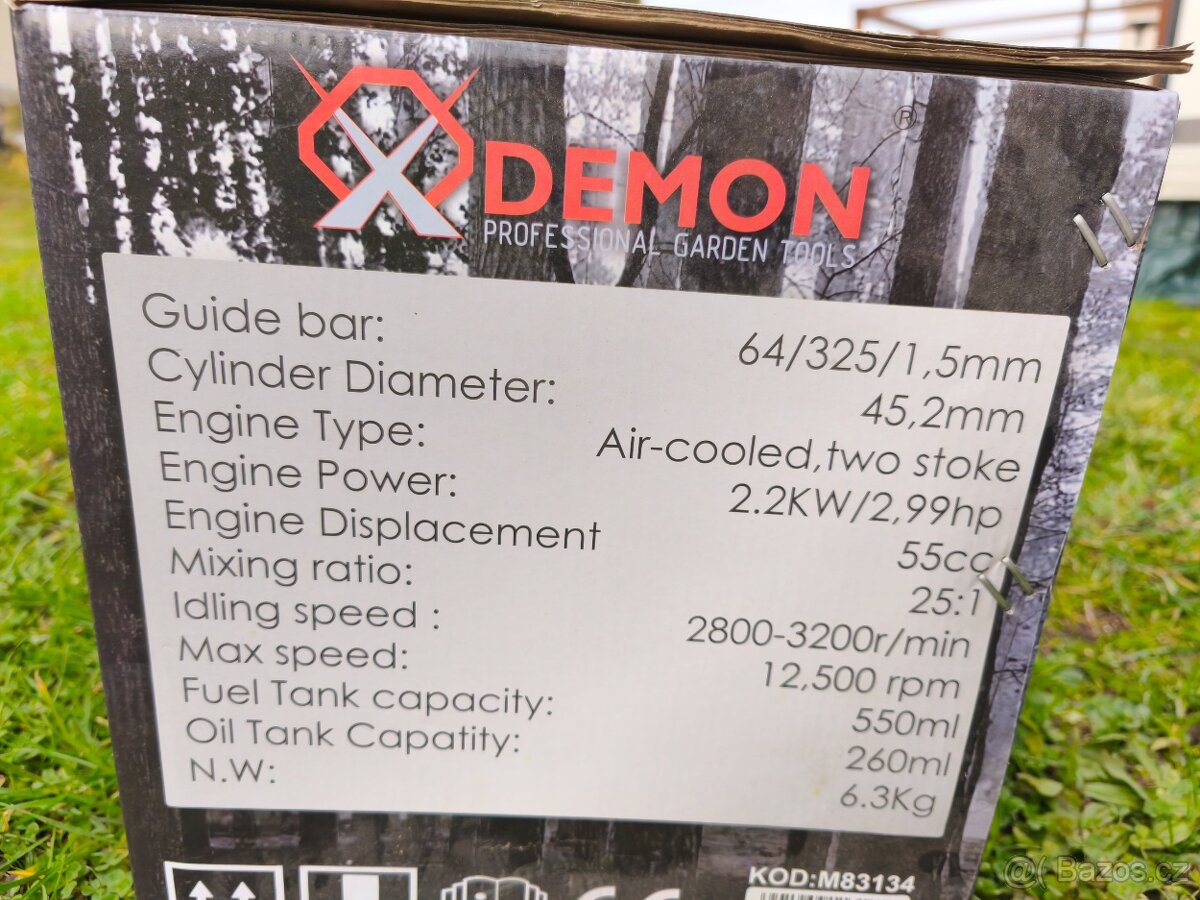 DEMON ®
PROFESSIONAL GARDEN TOOLS
Guide bar: 64/325/1,5mm
Cylinder Diameter: 45,2mm
Engine Type: Air-cooled,two stoke
Engine Power: 2.2KW/2,99hp
Engine Displacement 55cc
Mixing ratio: 25:1
Idling speed : 2800-3200r/min
Max speed: 12,500 rpm
Fuel Tank capacity: 550ml
Oil Tank Capatity: 260ml
N.W: 6.3Kg
KOD:M83134
Bazos.cz